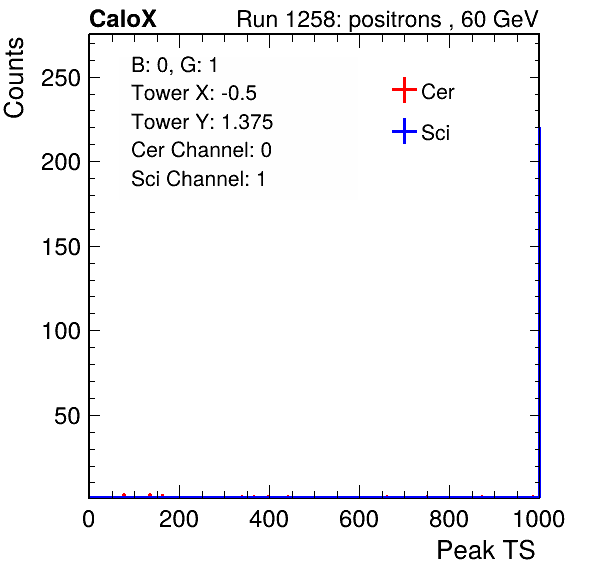 CaloX Run 1258: positrons , 60 GeV
Counts
B: 0, G: 1
Tower X: -0.5
Tower Y: 1.375
Cer Channel: 0
Sci Channel: 1
Cer
Sci
250
200
150
100
50
0 200 400 600 800 1000
Peak TS